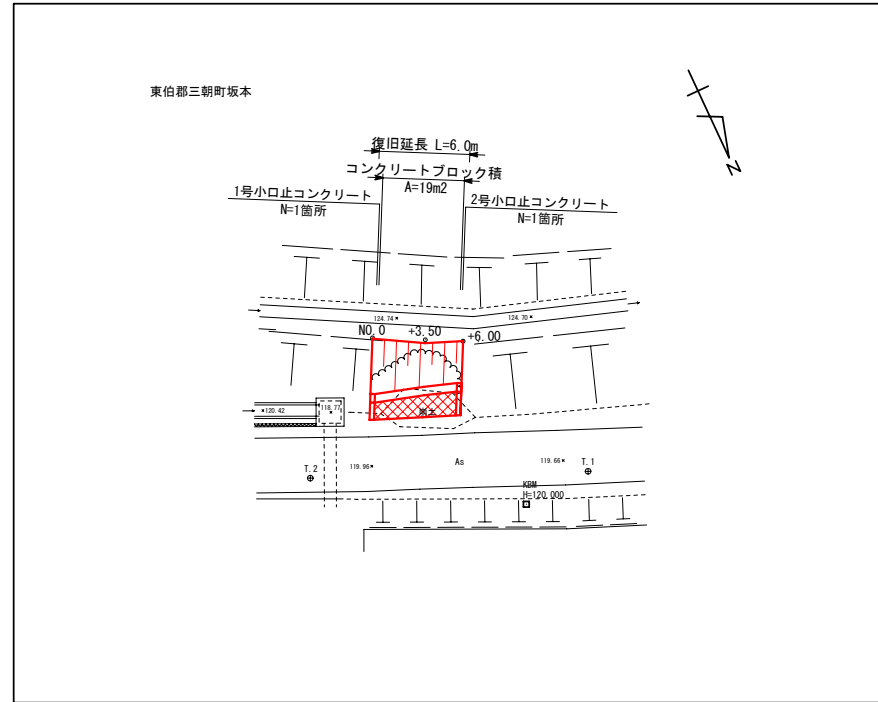 東伯郡三朝町坂本
N
復旧延長 L=6.0m
コンクリートブロック積
A=19m2
1号小口止コンクリート
N=1箇所
2号小口止コンクリート
N=1箇所
124.74
124.70
NO.0 +3.50 +6.00
120.42
118.77
T.2
119.96
As
119.66
T.1
KBM
H=120.000